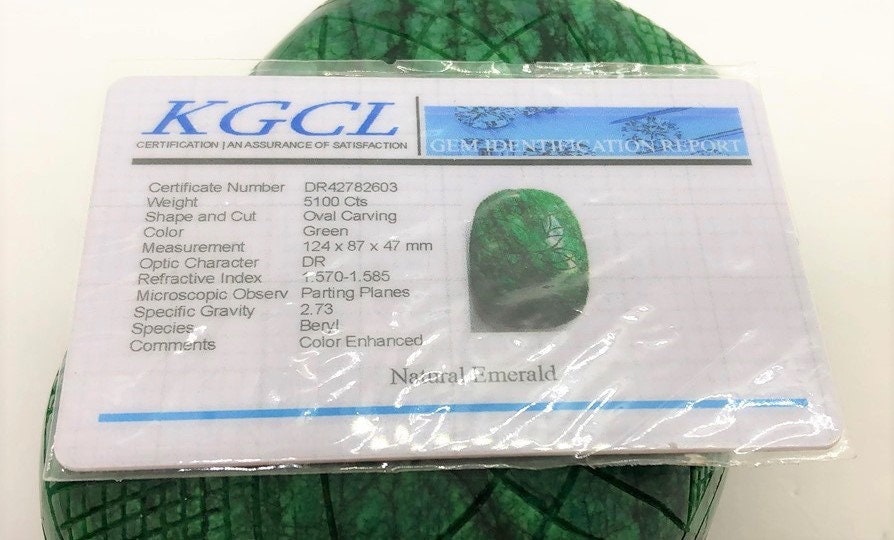 KGCL
CERTIFICATION | AN ASSURANCE OF SATISFACTION
GEM IDENTIFICATION REPORT
Certificate Number DR42782603
Weight 5100 Cts
Shape and Cut Oval Carving
Color Green
Measurement 124 x 87 x 47 mm
Optic Character DR
Refractive Index 1.570-1.585
Microscopic Observ Parting Planes
Specific Gravity 2.73
Species Beryl
Comments Color Enhanced
Natural Emerald